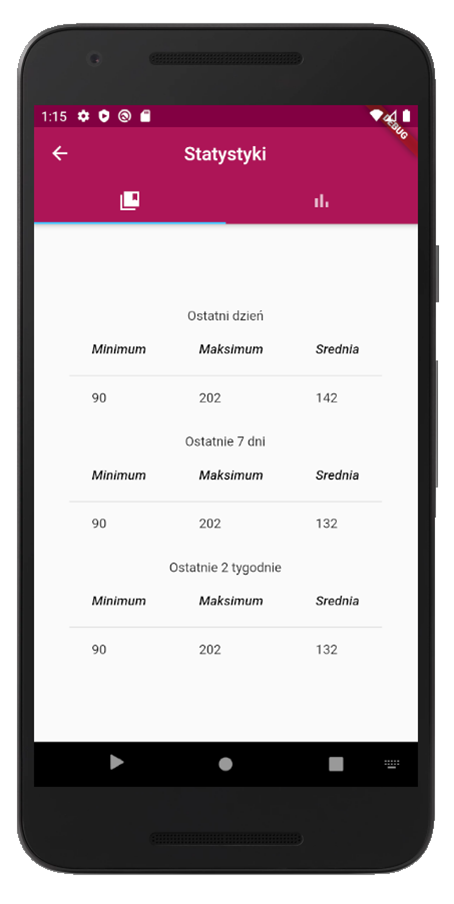 1:15
DEBUG
Statystyki
Ostatni dzień
Minimum Maksimum Srednia
90 202 142
Ostatnie 7 dni
Minimum Maksimum Srednia
90 202 132
Ostatnie 2 tygodnie
Minimum Maksimum Srednia
90 202 132